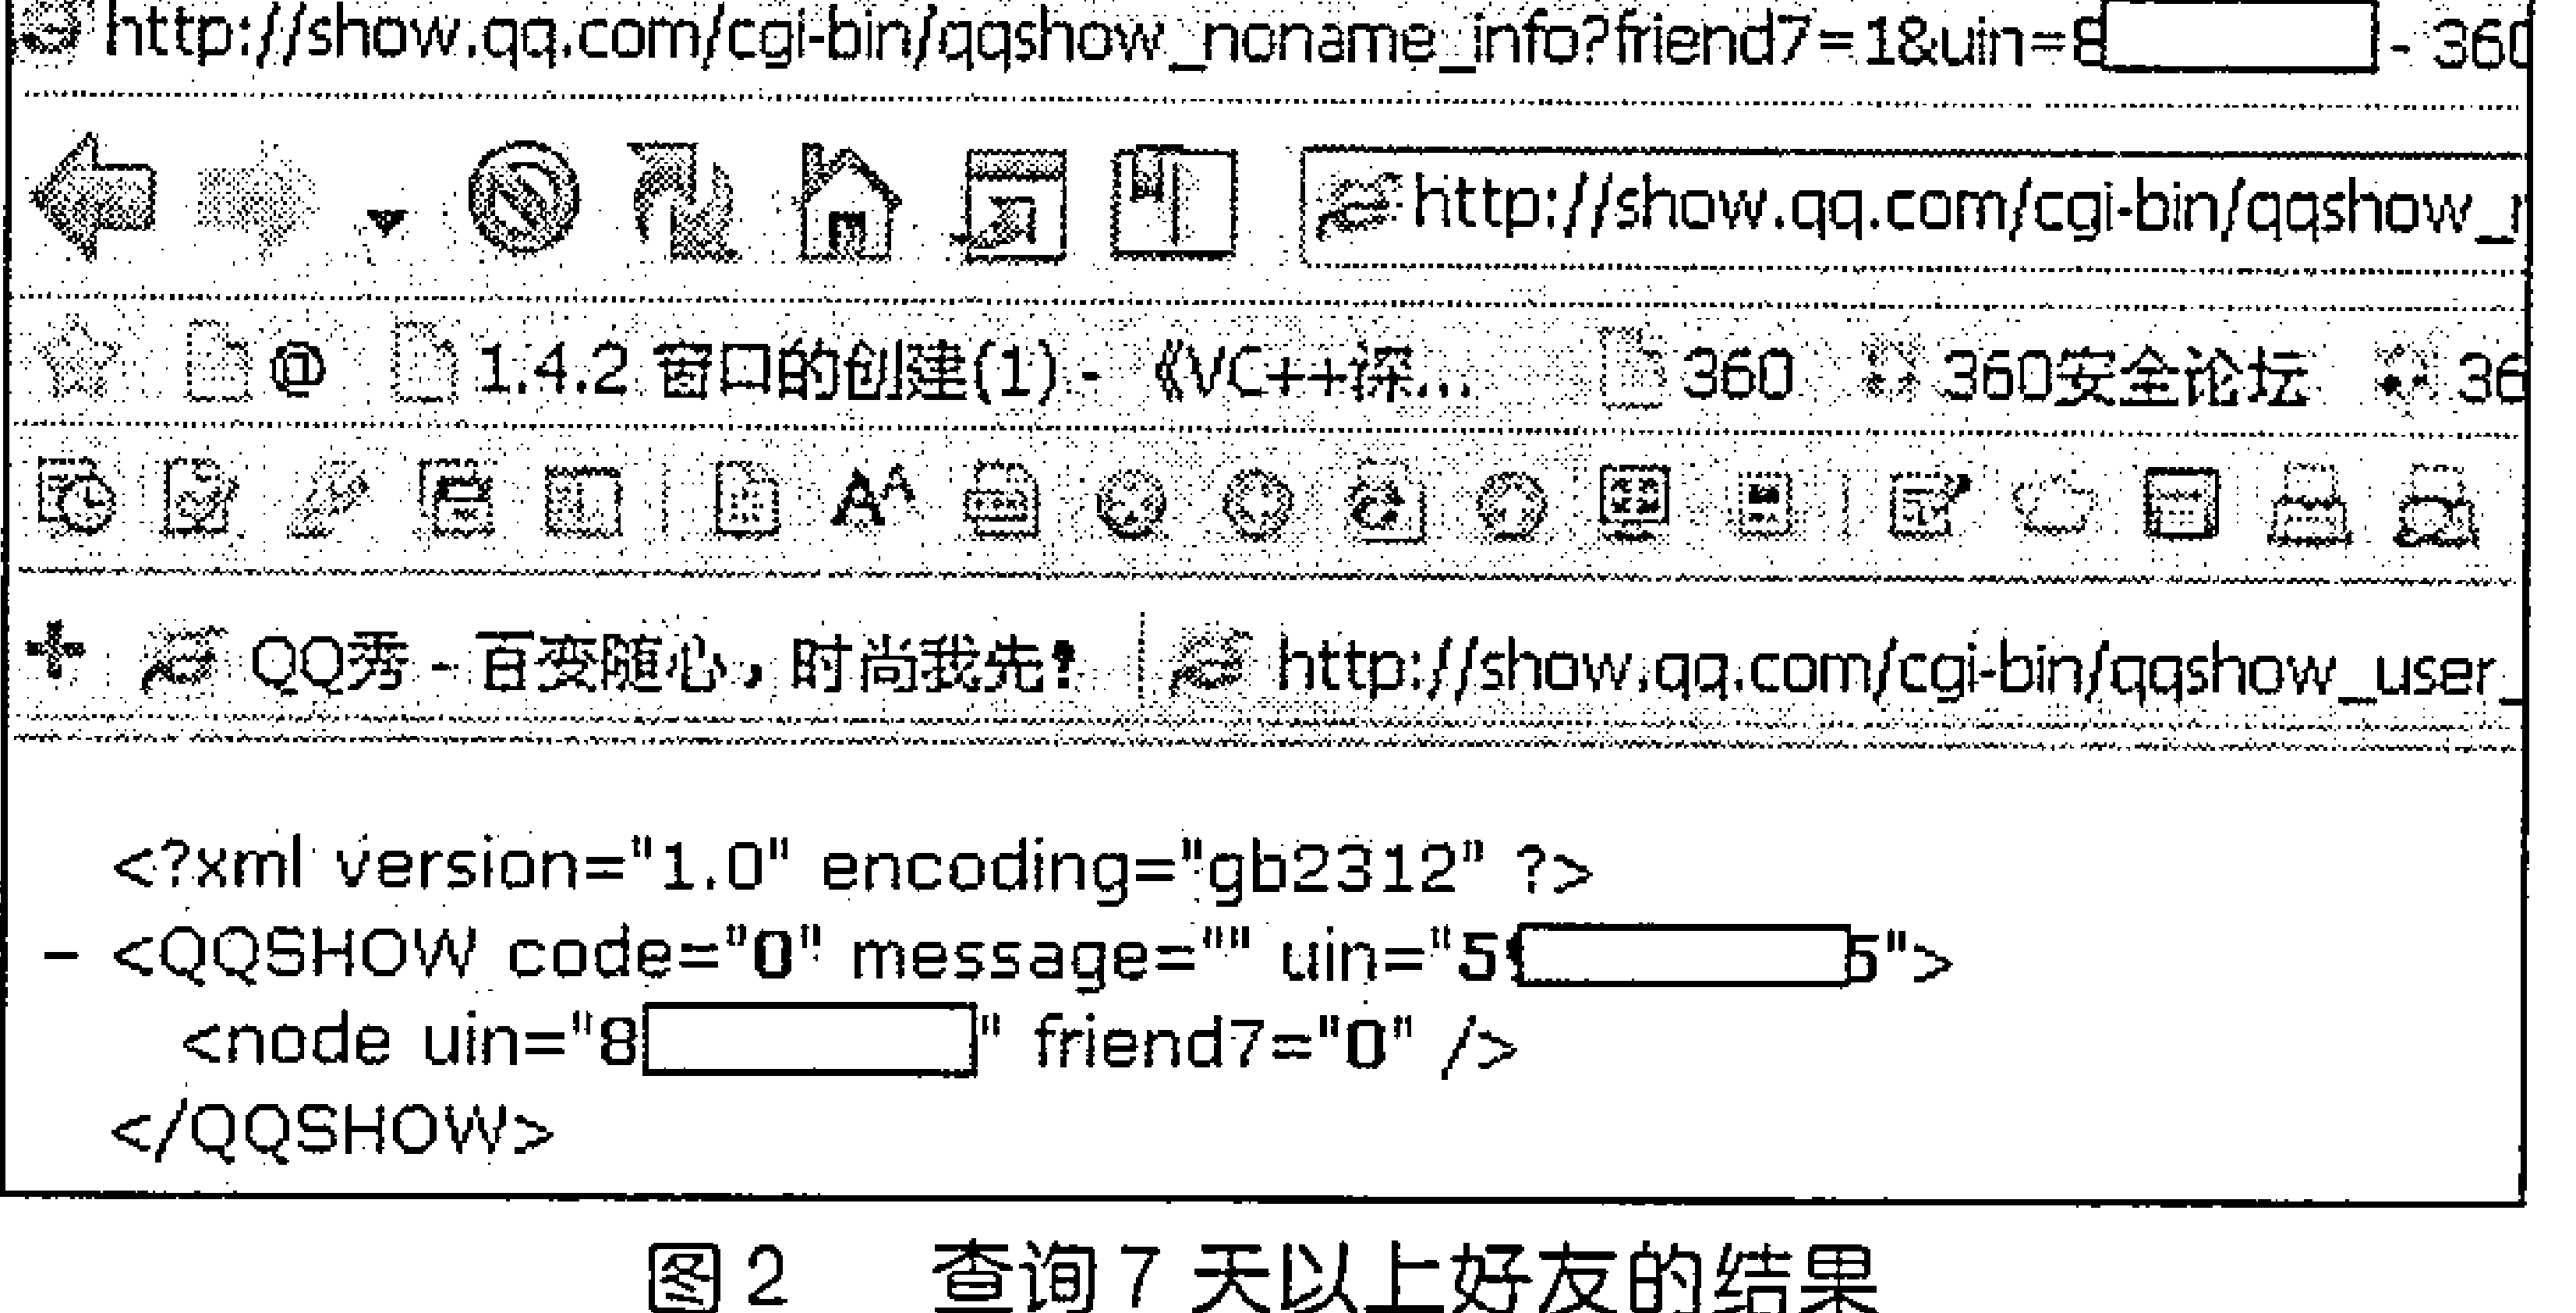 http://show.qq.com/cgi-bin/qqshow_noname_info?friend7=1&uin=8 - 360
http://show.qq.com/cgi-bin/qqshow_
@ 1.4.2 窗口的创建(1) - 《VC++深... 360 360安全论坛 36
QQ秀 - 百变随心，时尚我先! http://show.qq.com/cgi-bin/qqshow_user_
<?xml version="1.0" encoding="gb2312" ?>
- <QQSHOW code="0" message="" uin="5 5">
<node uin="8 " friend7="0" />
</QQSHOW>
图 2 查询 7 天以上好友的结果